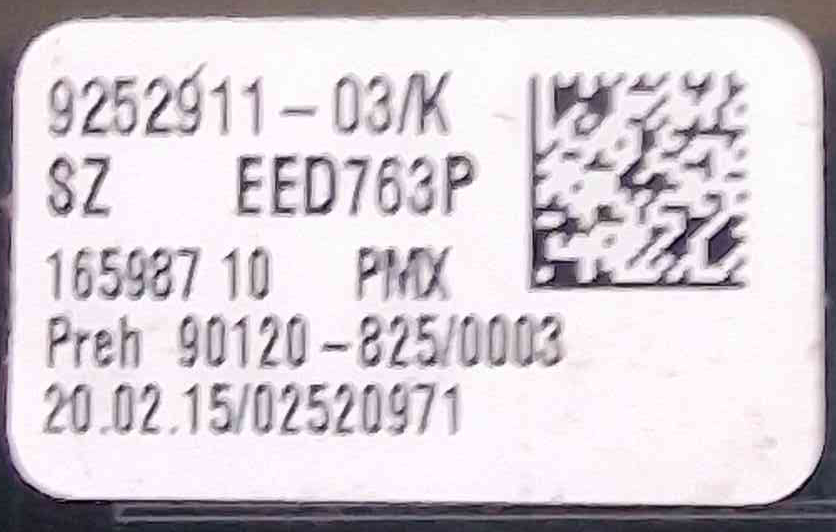 9252911-03/K
SZ EED763P
165987 10 PMX
Preh 90120-825/0003
20.02.15/02520971